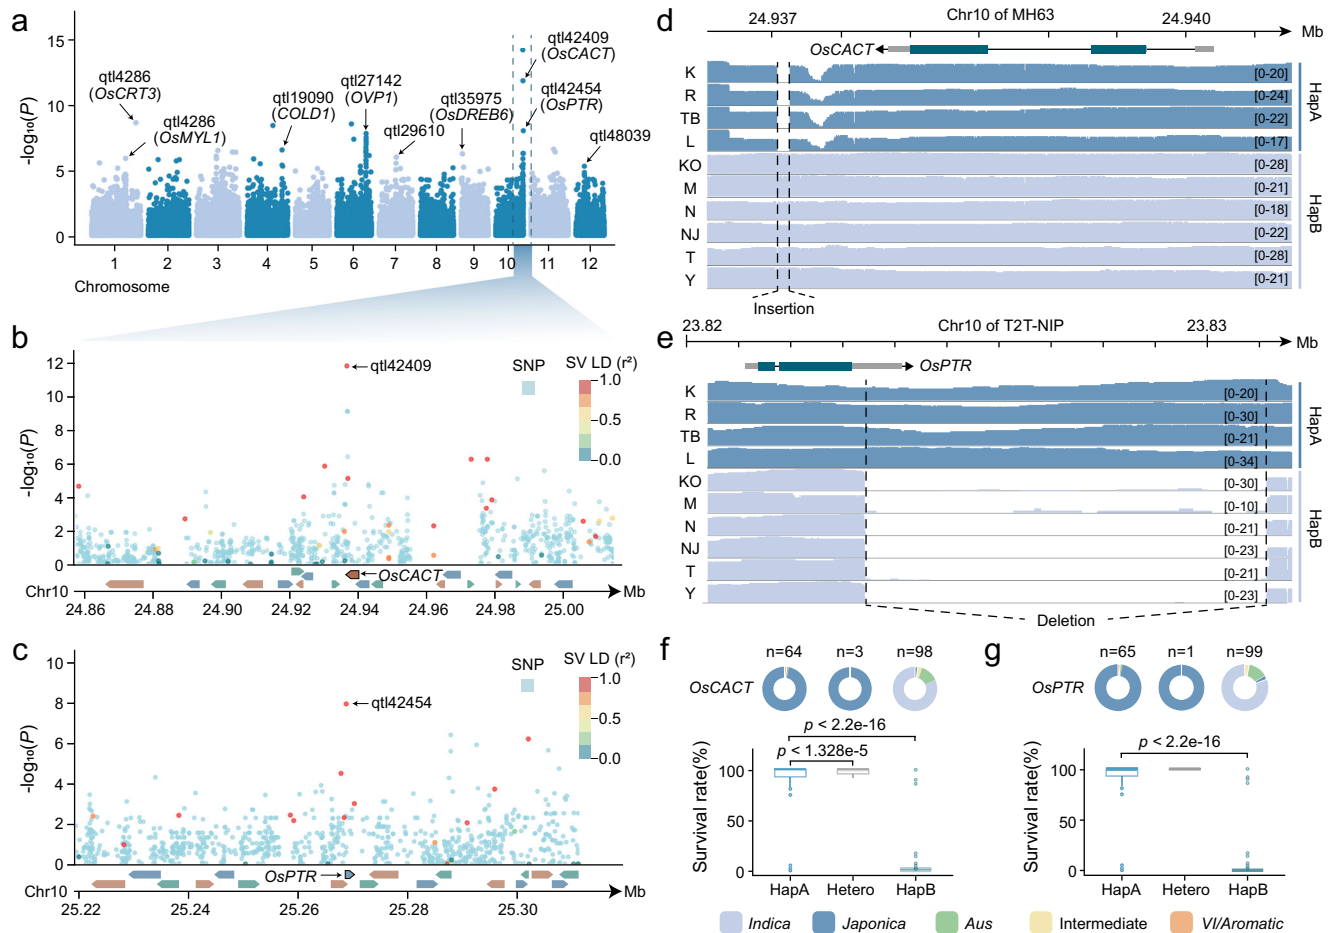 a
15
10
5
0
-log₁₀(P)
qtl4286
(OsCRT3)
qtl4286
(OsMYL1)
qtl19090
(COLD1)
qtl27142
(OVP1)
qtl29610
qtl35975
(OsDREB6)
qtl42409
(OsCACT)
qtl42454
(OsPTR)
qtl48039
1 2 3 4 5 6 7 8 9 10 11 12
Chromosome
b
12
10
8
6
4
2
0
-log₁₀(P)
qtl42409
SNP
SV LD (r²)
1.0
0.5
0.0
OsCACT
Chr10
Mb
24.86 24.88 24.90 24.92 24.94 24.96 24.98 25.00
c
10
8
6
4
2
0
-log₁₀(P)
qtl42454
SNP
SV LD (r²)
1.0
0.5
0.0
OsPTR
Chr10
Mb
25.22 25.24 25.26 25.28 25.30
d
24.937
Chr10 of MH63
24.940
Mb
OsCACT
K [0-20]
R [0-24]
TB [0-22]
L [0-17]
KO [0-28]
M [0-21]
N [0-18]
NJ [0-22]
T [0-28]
Y [0-21]
HapA
HapB
Insertion
e
23.82
Chr10 of T2T-NIP
23.83
Mb
OsPTR
K [0-20]
R [0-30]
TB [0-21]
L [0-34]
KO [0-30]
M [0-10]
N [0-21]
NJ [0-23]
T [0-21]
Y [0-23]
HapA
HapB
Deletion
f
n=64 n=3 n=98
OsCACT
p < 2.2e-16
p < 1.328e-5
Survival rate(%)
100
50
0
HapA Hetero HapB
g
n=65 n=1 n=99
OsPTR
p < 2.2e-16
Survival rate(%)
100
50
0
HapA Hetero HapB
Indica Japonica Aus Intermediate VI/Aromatic